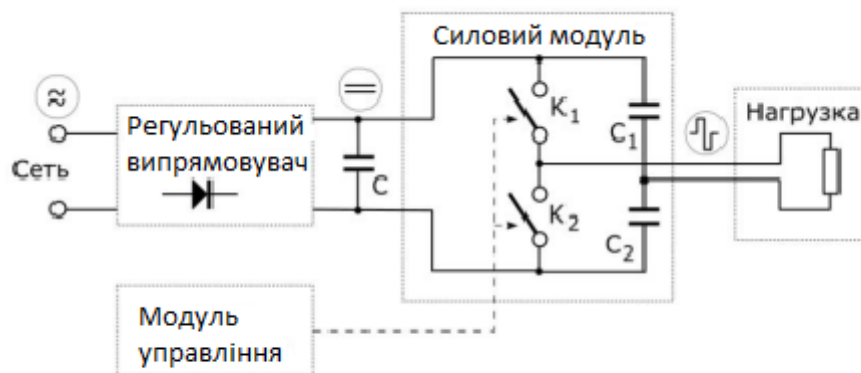 Силовий модуль
Регульований
випрямовувач
Сеть
C
K1
K2
C1
C2
Нагрузка
Модуль
управління